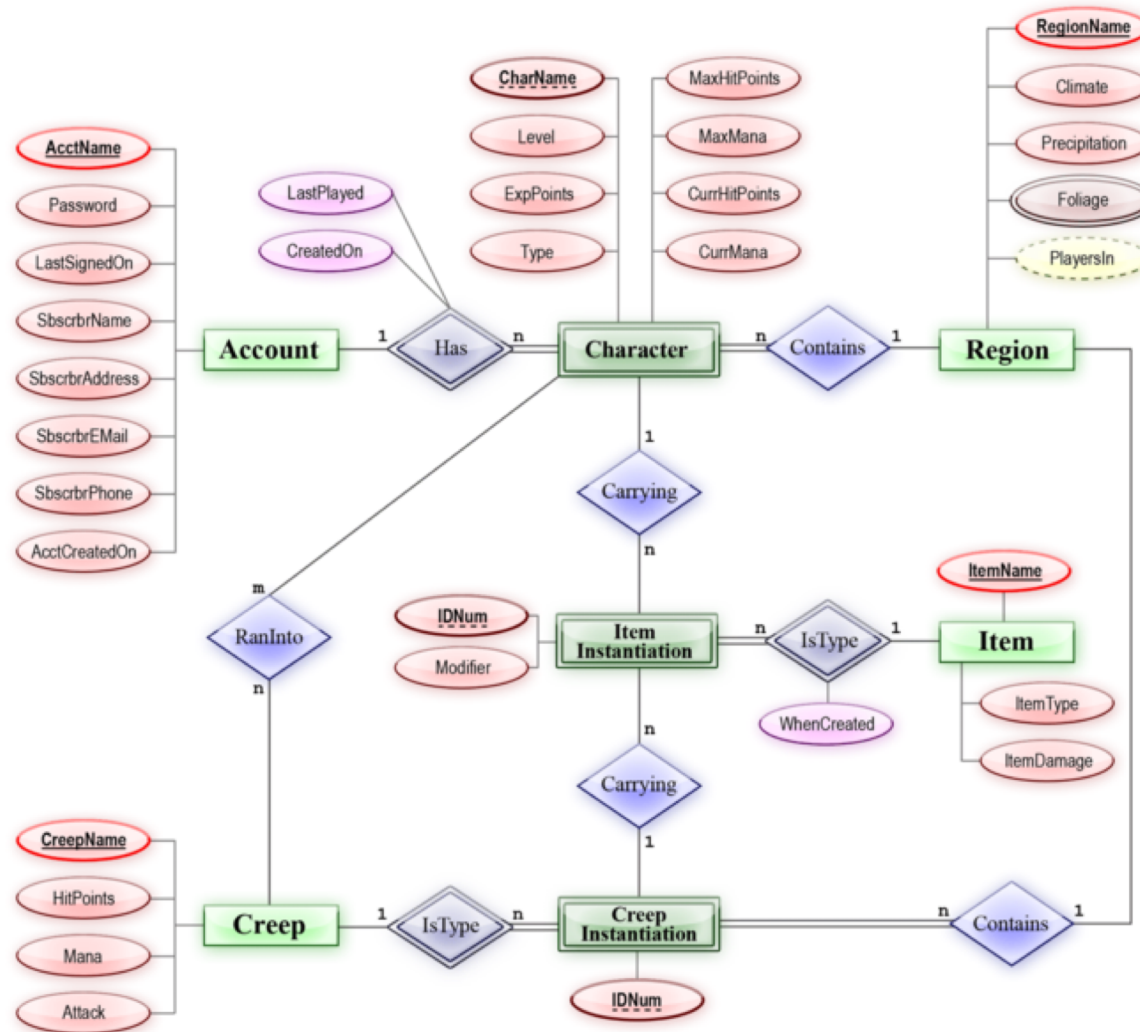 RegionName
CharName
MaxHitPoints
Climate
Level
MaxMana
AcctName
Precipitation
Password
LastPlayed
ExpPoints
CurrHitPoints
Foliage
LastSignedOn
CreatedOn
Type
CurrMana
PlayersIn
SbscrbrName
Account
1
Has
n
Character
n
Contains
1
Region
SbscrbrAddress
SbscrbrEMail
1
SbscrbrPhone
Carrying
AcctCreatedOn
n
ItemName
m
IDNum
RanInto
Item
Instantiation
n
IsType
1
Item
Modifier
n
ItemType
WhenCreated
n
ItemDamage
Carrying
CreepName
1
HitPoints
Creep
1
IsType
n
Creep
Instantiation
n
Contains
1
Mana
IDNum
Attack